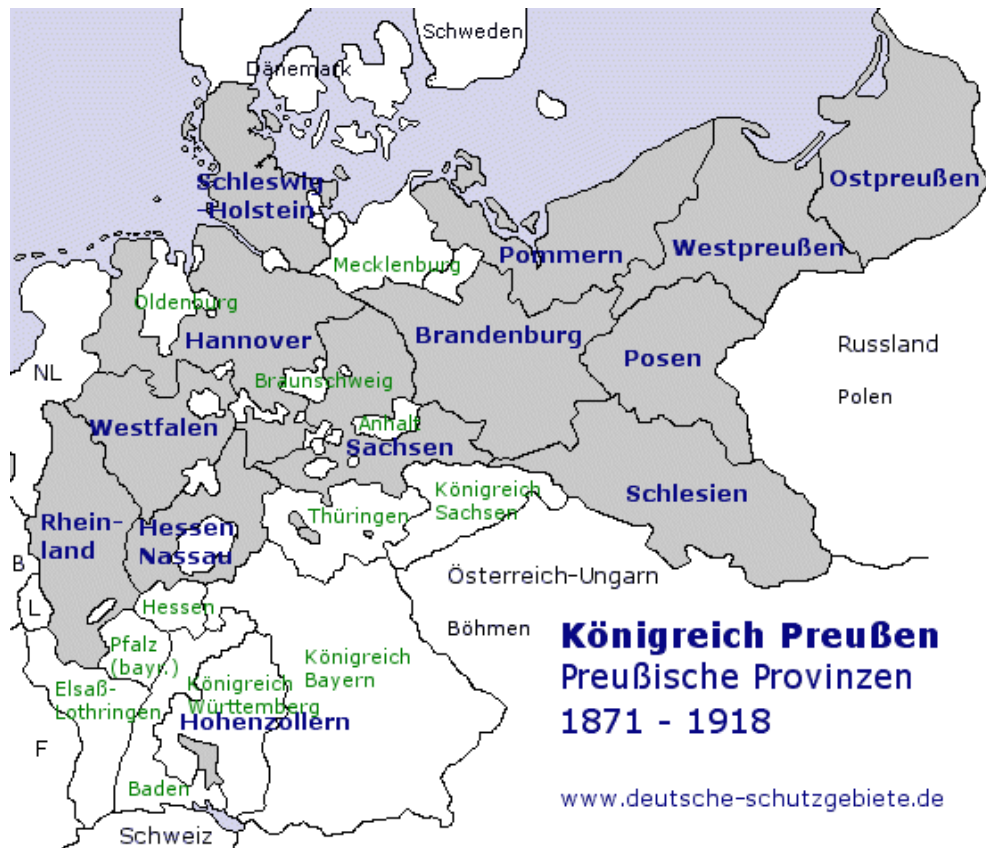 Schweden
Dänemark
Schleswig
-Holstein
Ostpreußen
Westpreußen
Pommern
Mecklenburg
Oldenburg
Hannover
Brandenburg
Posen
Russland
Polen
NL
Braunschweig
Westfalen
Anhalt
Sachsen
Königreich
Sachsen
Schlesien
Thüringen
Rhein-
land
Hessen
Nassau
B
Österreich-Ungarn
L
Hessen
Böhmen
Pfalz
(bayr.)
Königreich
Bayern
Elsaß-
Lothringen
Königreich
Württemberg
Hohenzollern
F
Baden
Schweiz
Königreich Preußen
Preußische Provinzen
1871 - 1918
www.deutsche-schutzgebiete.de